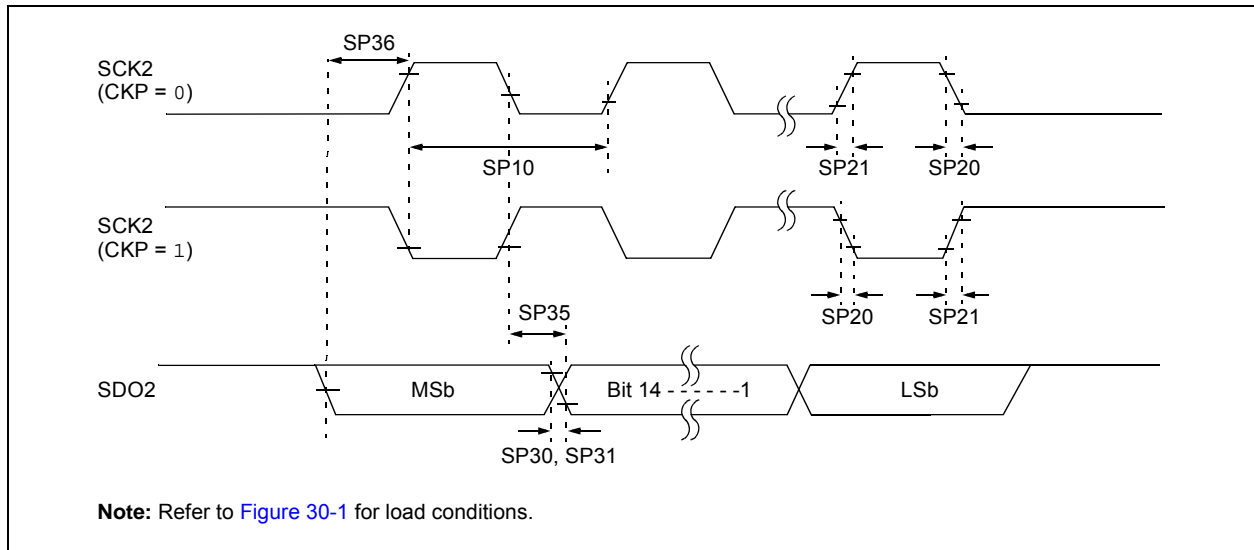 SP36
SCK2
(CKP = 0)
SP10
SP21
SP20
SCK2
(CKP = 1)
SP35
SP20
SP21
SDO2
MSb
Bit 14 - - - - - -1
LSb
SP30, SP31
Note: Refer to Figure 30-1 for load conditions.